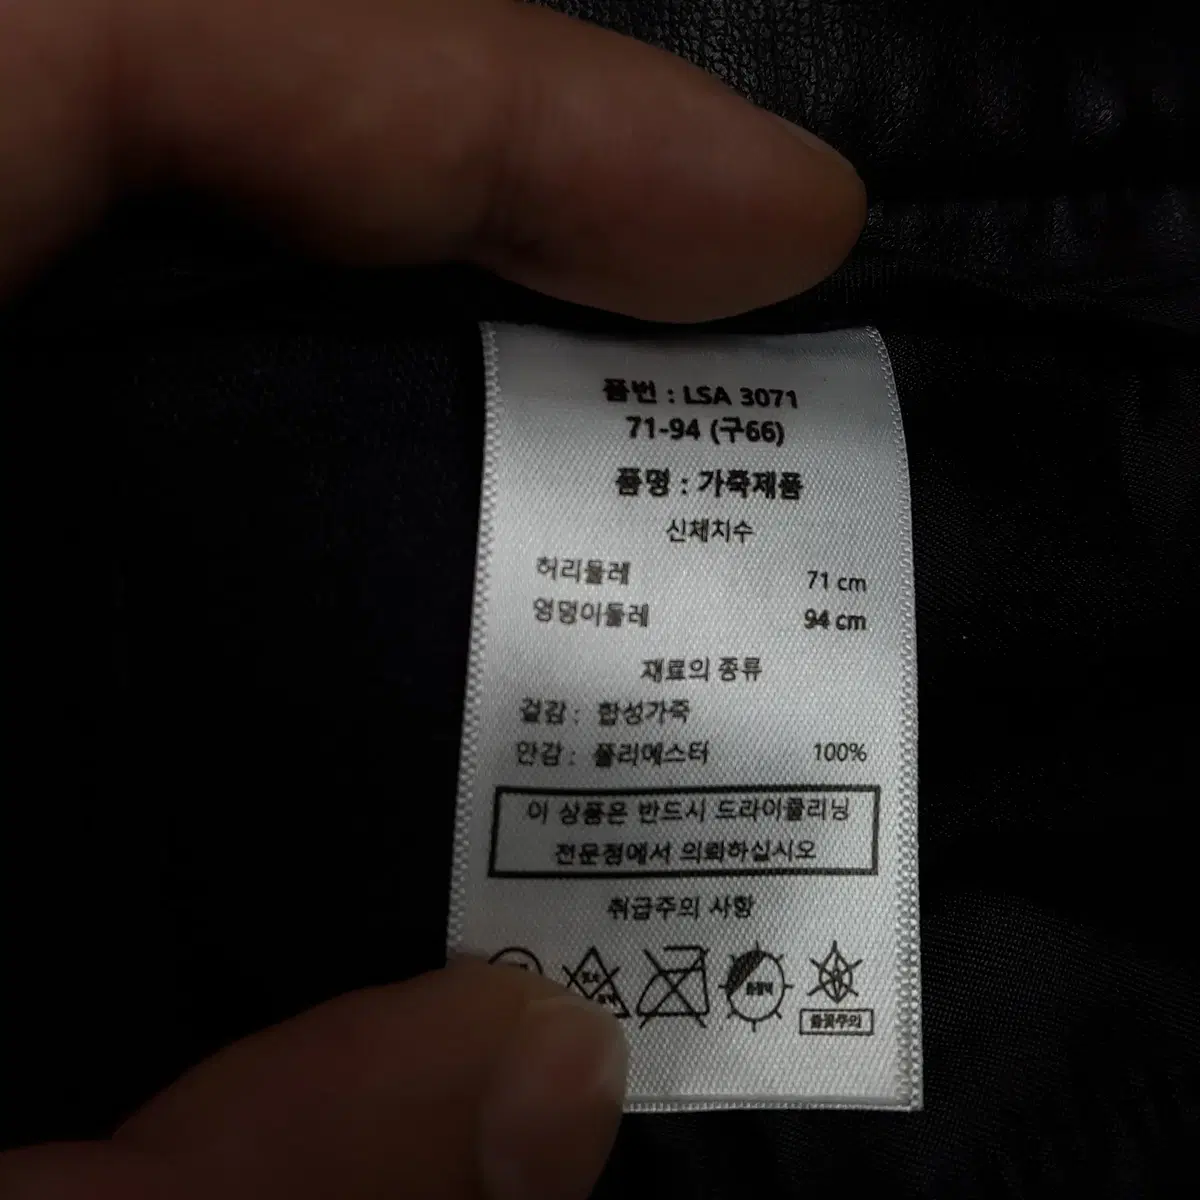 품번 : LSA 3071
71-94 (구66)
품명 : 가죽제품
신체치수
허리둘레 71 cm
엉덩이둘레 94 cm
재료의 종류
겉감 : 합성가죽
안감 : 폴리에스터 100%
이 상품은 반드시 드라이클리닝
전문점에서 의뢰하십시오
취급주의 사항
불꽃주의